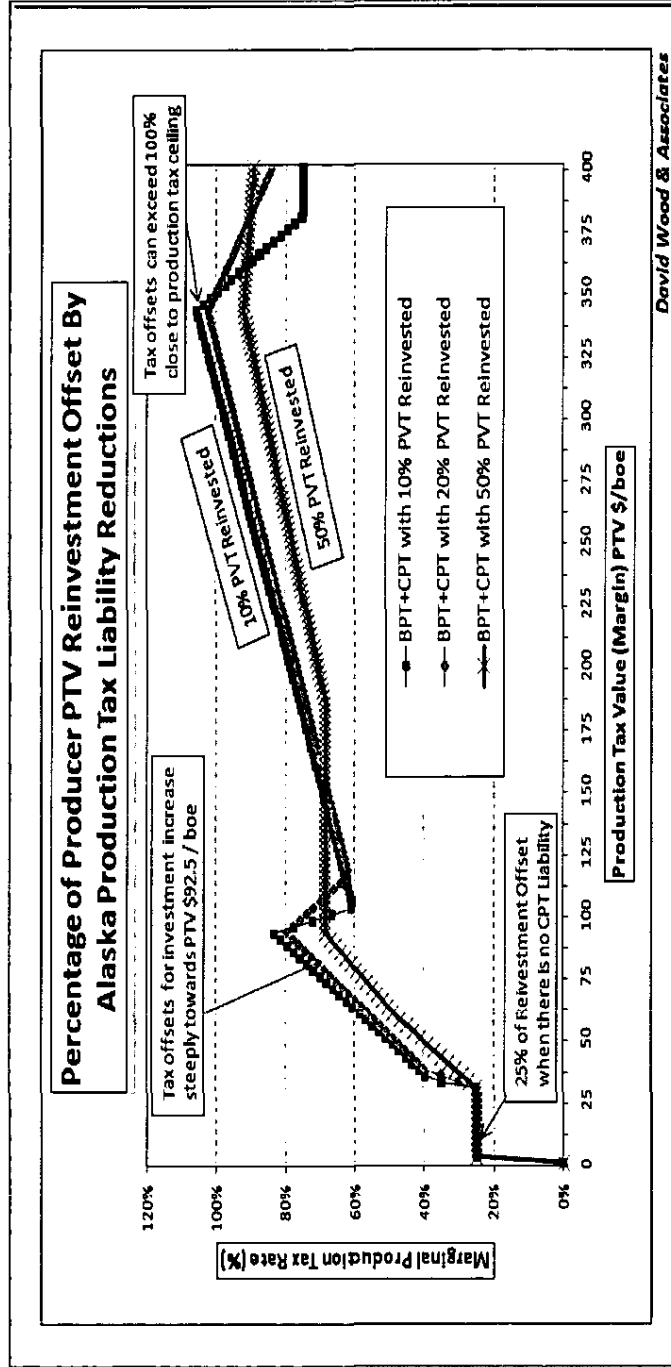 Percentage of Producer PTV Reinvestment Offset By
Alaska Production Tax Liability Reductions
Tax offsets for investment increase
steeply towards PTV $92.5 / boe
Tax offsets can exceed 100%
close to production tax ceiling
10% PVT Reinvested
50% PVT Reinvested
120%
100%
80%
60%
40%
20%
0%
Marginal Production Tax Rate (%)
BPT+CPT with 10% PVT Reinvested
BPT+CPT with 20% PVT Reinvested
BPT+CPT with 50% PVT Reinvested
25% of Reivestment Offset
when there is no CPT Liability
0 25 50 75 100 125 150 175 200 225 250 275 300 325 350 375 400
Production Tax Value (Margin) PTV $/boe
David Wood & Associates